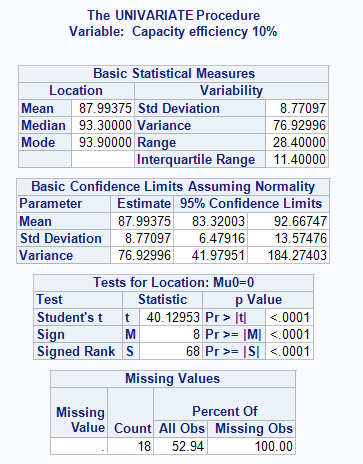 The UNIVARIATE Procedure
Variable: Capacity efficiency 10%
Basic Statistical Measures
Location Variability
Mean 87.99375 Std Deviation 8.77097
Median 93.30000 Variance 76.92996
Mode 93.90000 Range 28.40000
Interquartile Range 11.40000
Basic Confidence Limits Assuming Normality
Parameter Estimate 95% Confidence Limits
Mean 87.99375 83.32003 92.66747
Std Deviation 8.77097 6.47916 13.57476
Variance 76.92996 41.97951 184.27403
Tests for Location: Mu0=0
Test Statistic p Value
Student's t t 40.12953 Pr > |t| <.0001
Sign M 8 Pr >= |M| <.0001
Signed Rank S 68 Pr >= |S| <.0001
Missing Values
Missing Value Count Percent Of
All Obs Missing Obs
. 18 52.94 100.00